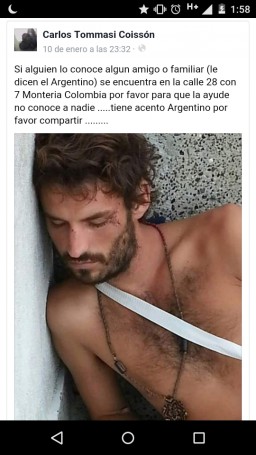 1:58
Carlos Tommasi Coissón
10 de enero a las 23:32 ·
Si alguien lo conoce algun amigo o familiar (le
dicen el Argentino) se encuentra en la calle 28 con
7 Monteria Colombia por favor para que la ayude
no conoce a nadie .....tiene acento Argentino por
favor compartir .........